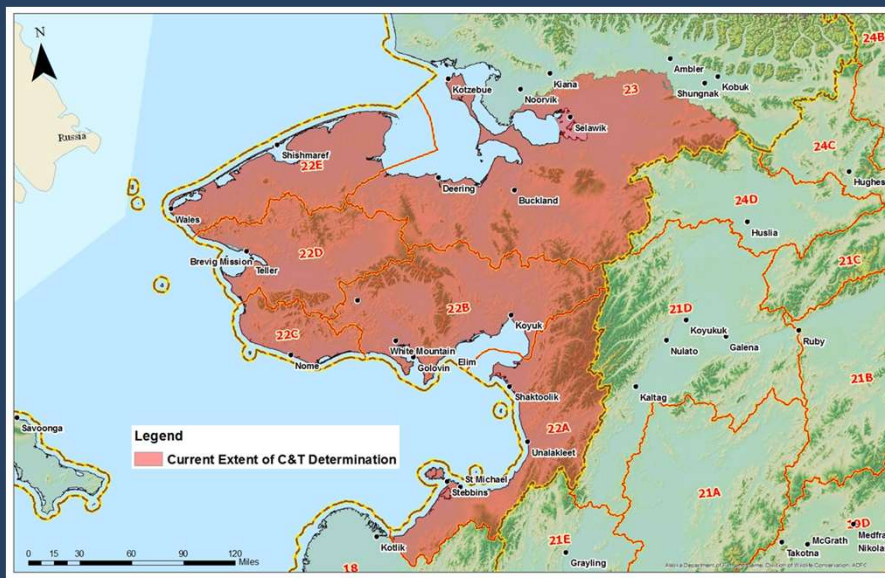 N
Russia
24B
Ambler
Kotzebue
Kiana
Noorvik
23
Shungnak
Kobuk
Selawik
24C
Shishmaref
22E
Hughes
Deering
Buckland
24D
Wales
Huslia
22D
21C
Brevig Mission
Teller
22B
21D
Koyuk
Koyukuk
22C
Ruby
Nulato
Galena
White Mountain
Nome
Golovin
Elim
21B
Kaltag
Shaktoolik
Savoonga
22A
Legend
Unalakleet
Current Extent of C&T Determination
St Michael
Stebbins
21A
Kotlik
21E
McGrath
Takotna
Grayling
18
0 15 30 60 90 120
Miles